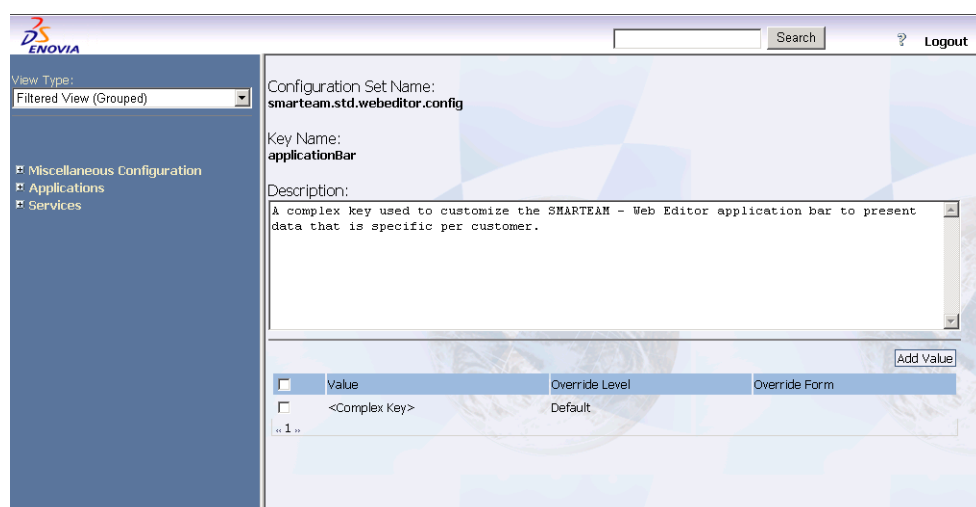 ENOVIA
Search
?
Logout
View Type:
Filtered View (Grouped)
Miscellaneous Configuration
Applications
Services
Configuration Set Name:
smarteam.std.webeditor.config
Key Name:
applicationBar
Description:
A complex key used to customize the SMARTEAM - Web Editor application bar to present
data that is specific per customer.
Add Value
Value Override Level Override Form
<Complex Key> Default
‹‹ 1 ››